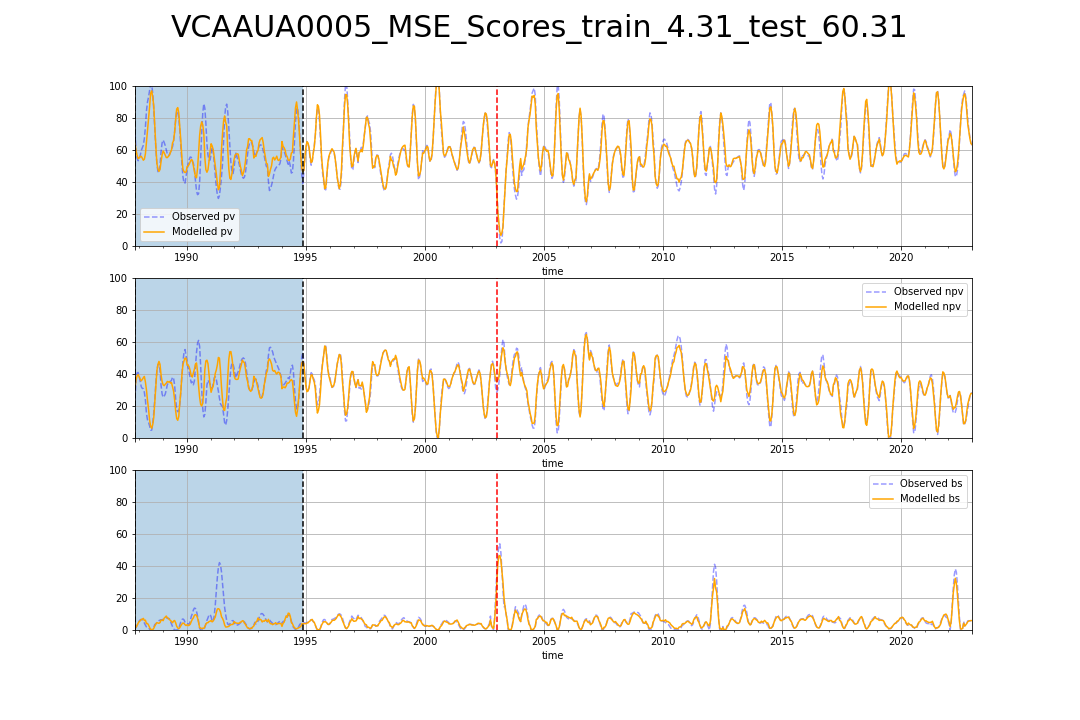 VCAAUA0005_MSE_Scores_train_4.31_test_60.31
100
80
60
40
20
0
Observed pv
Modelled pv
1990 1995 2000 2005 2010 2015 2020
time
100
80
60
40
20
0
Observed npv
Modelled npv
1990 1995 2000 2005 2010 2015 2020
time
100
80
60
40
20
0
Observed bs
Modelled bs
1990 1995 2000 2005 2010 2015 2020
time